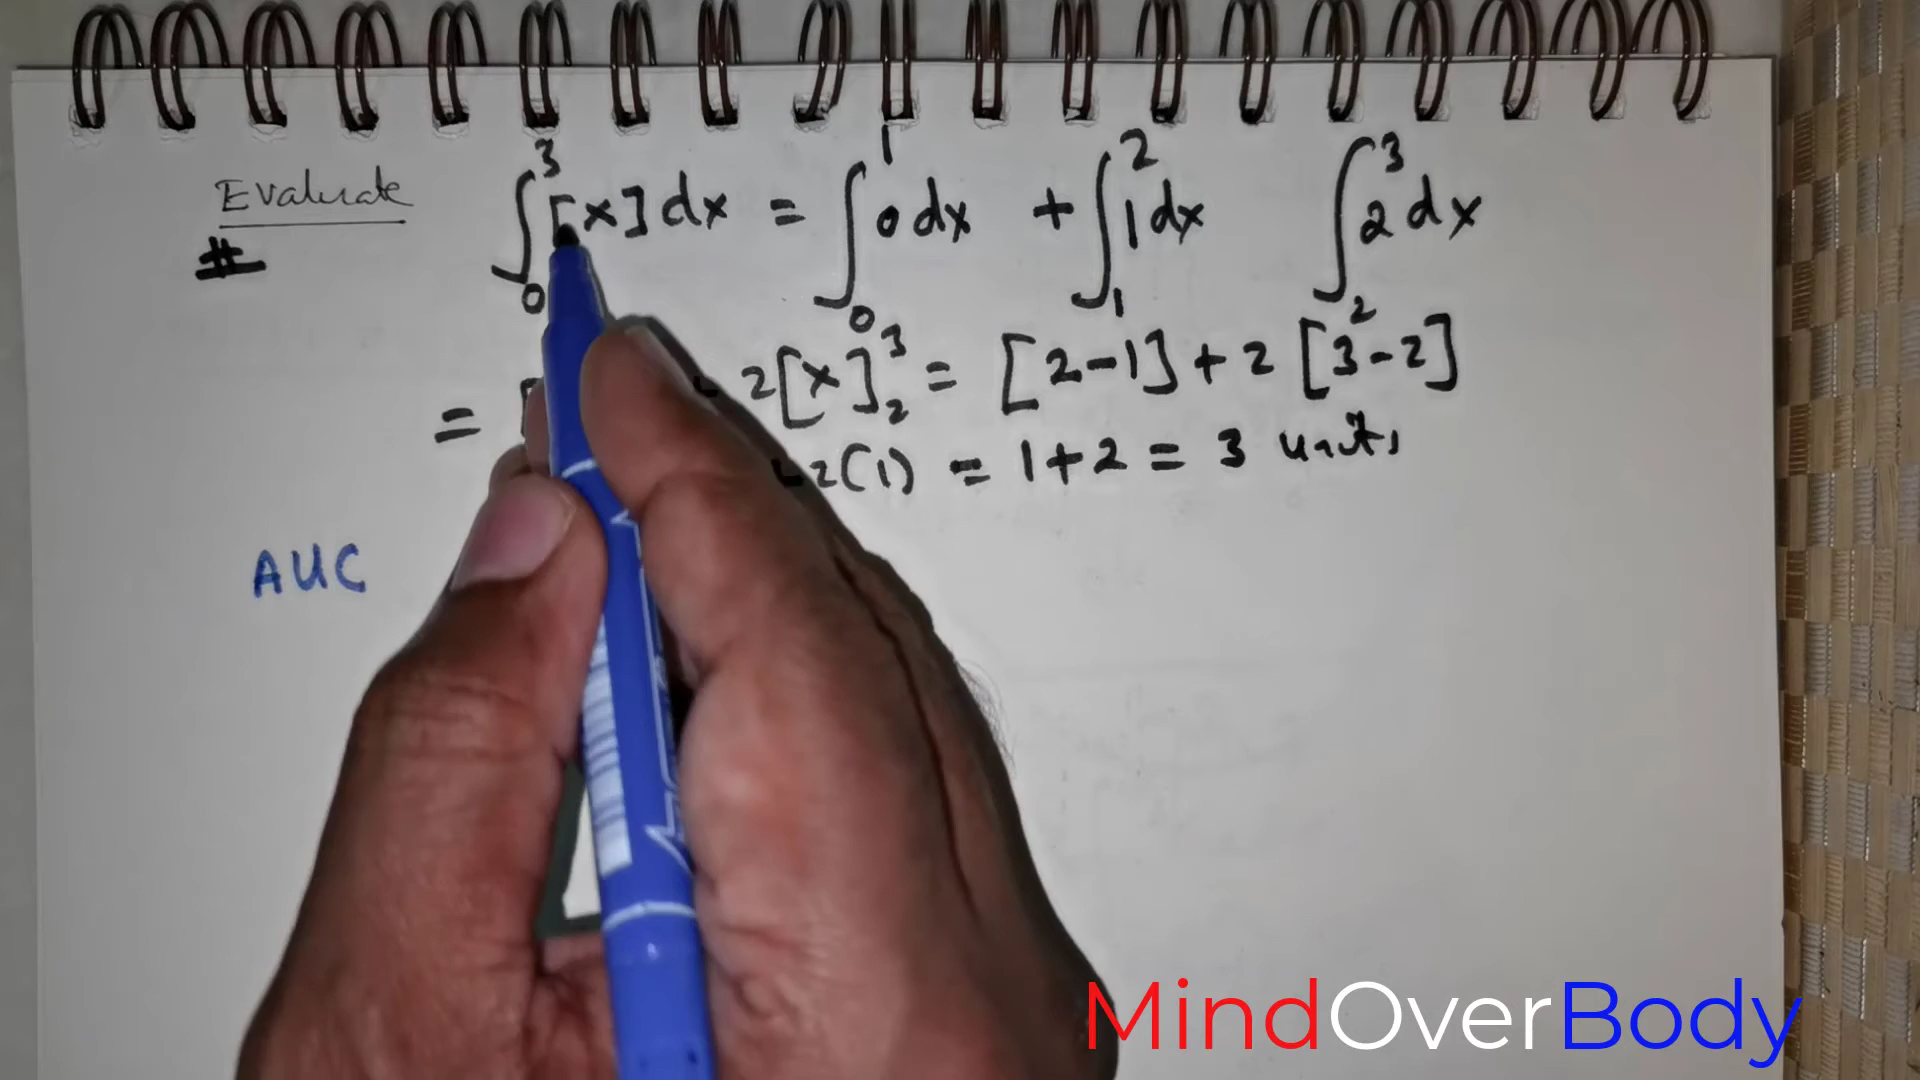 Evaluate ∫₀³ [x] dx = ∫₀¹ 0 dx + ∫₁² 1 dx ∫₂³ 2 dx
#
= [ 2[x]₂³ = [2-1] + 2 [3-2]
2(1) = 1+2 = 3 units
AUC
MindOverBody